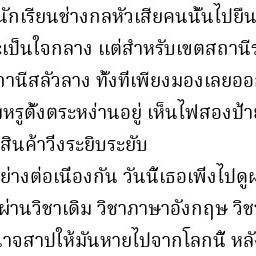 นักเรียนช่างกลหัวเสียคนนั้นไปยืน
เป็นใจกลาง แต่สำหรับเขตสถานีร
านีสลัวลาง ทั้งที่เพียงมองเลยออ
หรูตั้งตระหง่านอยู่ เห็นไฟสองป้า
สินค้าวิ่งระยิบระยับ
ย่างต่อเนื่องกัน วันนี้เธอเพิ่งไปดูผ
ผ่านวิชาเดิม วิชาภาษาอังกฤษ วิช
าจสาปให้มันหายไปจากโลกนี้ หลั